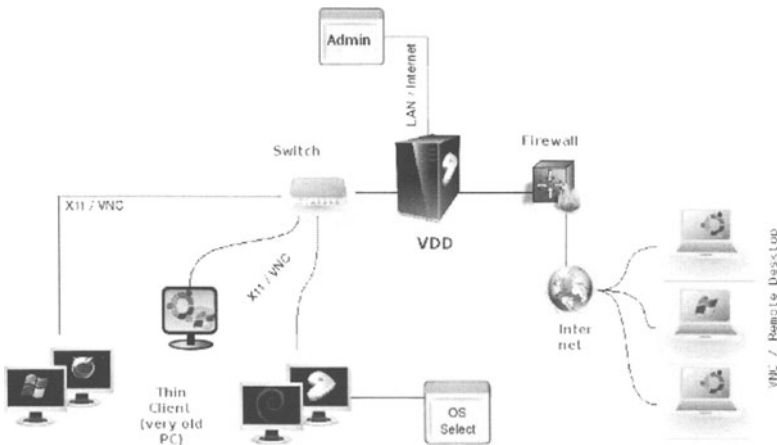 Admin
LAN / Internet
Switch
Firewall
X11 / VNC
VDD
X11 / VNC
Inter
net
VNC / Remote Desktop
Thin
Client
(very old
PC)
OS
Select